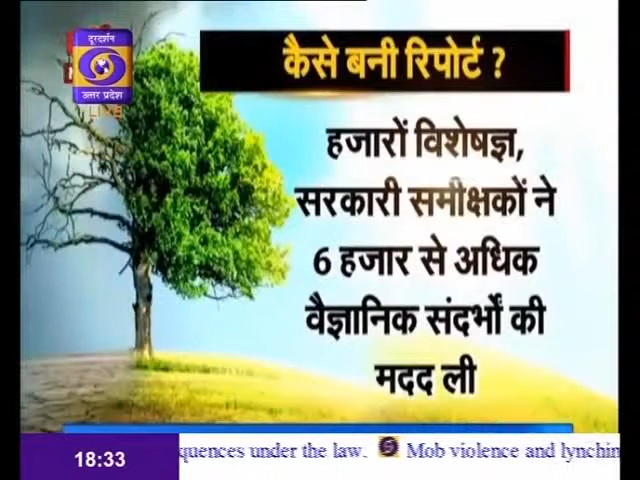 दूरदर्शन
उत्तर प्रदेश
LIVE
कैसे बनी रिपोर्ट ?
हजारों विशेषज्ञ,
सरकारी समीक्षकों ने
6 हजार से अधिक
वैज्ञानिक संदर्भों की
मदद ली
18:33
quences under the law. Mob violence and lynchin